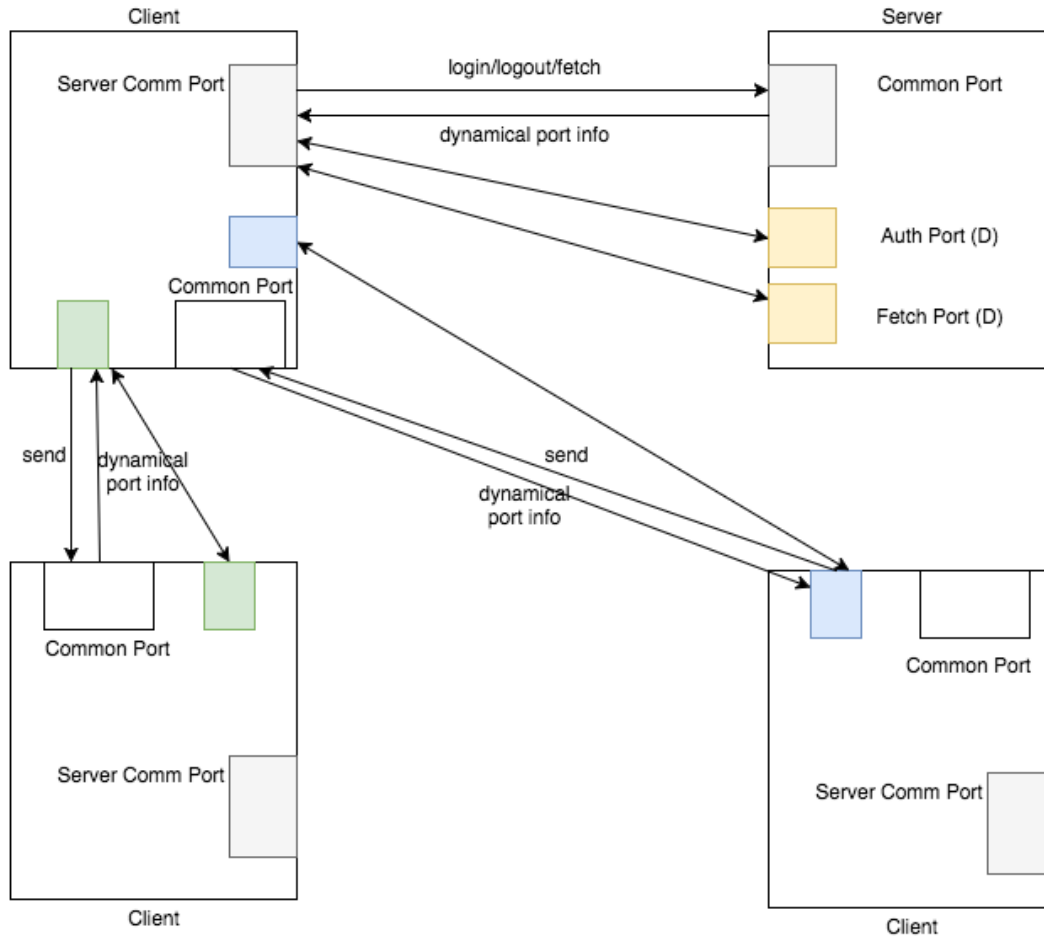 Client
Server
Server Comm Port
login/logout/fetch
Common Port
dynamical port info
Auth Port (D)
Common Port
Fetch Port (D)
send
dynamical
port info
send
dynamical
port info
Common Port
Common Port
Server Comm Port
Server Comm Port
Client
Client